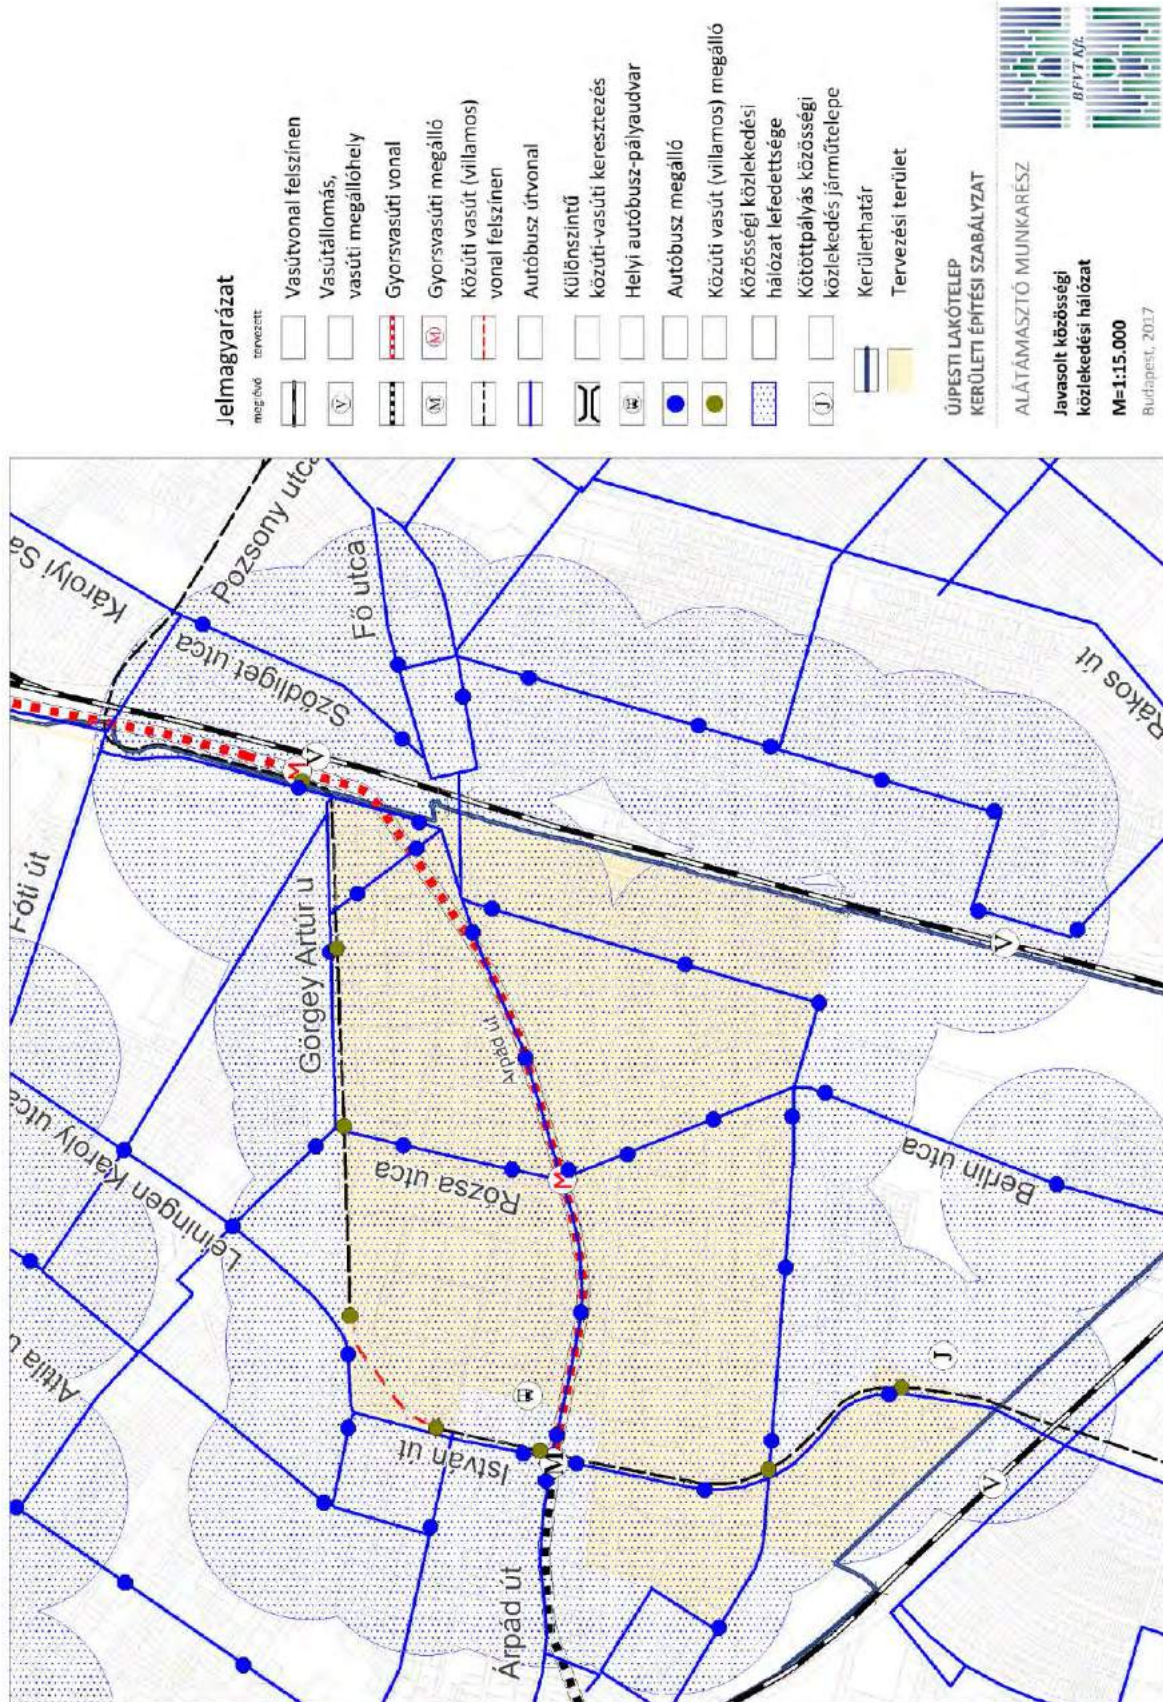 Jelmagyarázat
meglévő tervezett
Vasútvonal felszínen
Vasútállomás,
vasúti megállóhely
Gyorsvasúti vonal
Gyorsvasúti megálló
Közúti vasút (villamos)
vonal felszínen
Autóbusz útvonal
Különszintű
közúti-vasúti keresztezés
Helyi autóbusz-pályaudvar
Autóbusz megálló
Közúti vasút (villamos) megálló
Közösségi közlekedési
hálózat lefedettsége
Kötöttpályás közösségi
közlekedés járműtelepe
Kerülethatár
Tervezési terület
V
M
(M)
J
ÚJPESTI LAKÓTELEP
KERÜLETI ÉPÍTÉSI SZABÁLYZAT
ALÁTÁMASZTÓ MUNKARÉSZ
Javasolt közösségi
közlekedési hálózat
M=1:15.000
Budapest, 2017
BFVT Kft.
Károlyi Sá
Pozsony utca
Sződliget utca
Fő utca
Fóti út
Görgey Artúr u
Leiningen Károly utca
Attila u
Rózsa utca
Árpád út
István út
Árpád út
Berlin utca
Rákos út
M
V
M
V
M
J
V